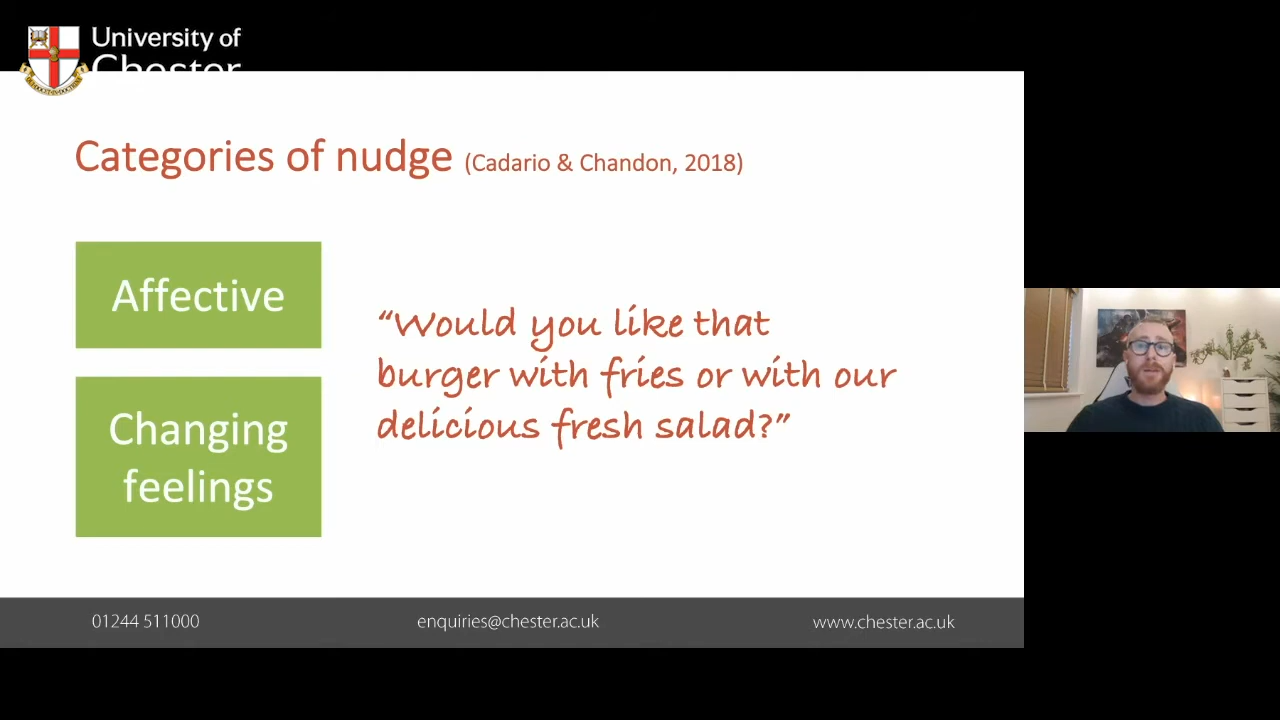 University of
Chester
Categories of nudge (Cadario & Chandon, 2018)
Affective
Changing
feelings
“Would you like that
burger with fries or with our
delicious fresh salad?”
01244 511000
enquiries@chester.ac.uk
www.chester.ac.uk